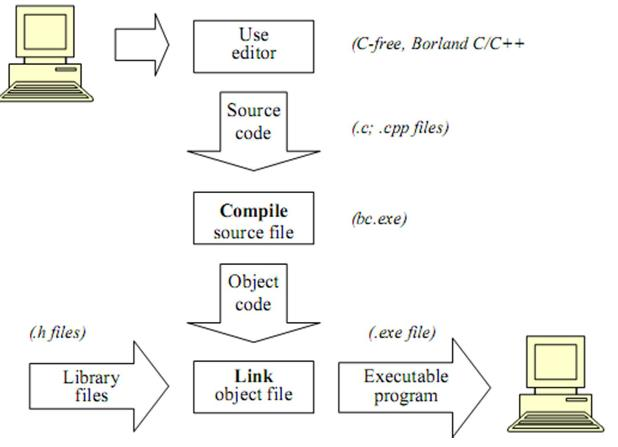 Use
editor
(C-free, Borland C/C++
Source
code
(.c; .cpp files)
Compile
source file
(bc.exe)
Object
code
(.h files)
(.exe file)
Library
files
Link
object file
Executable
program